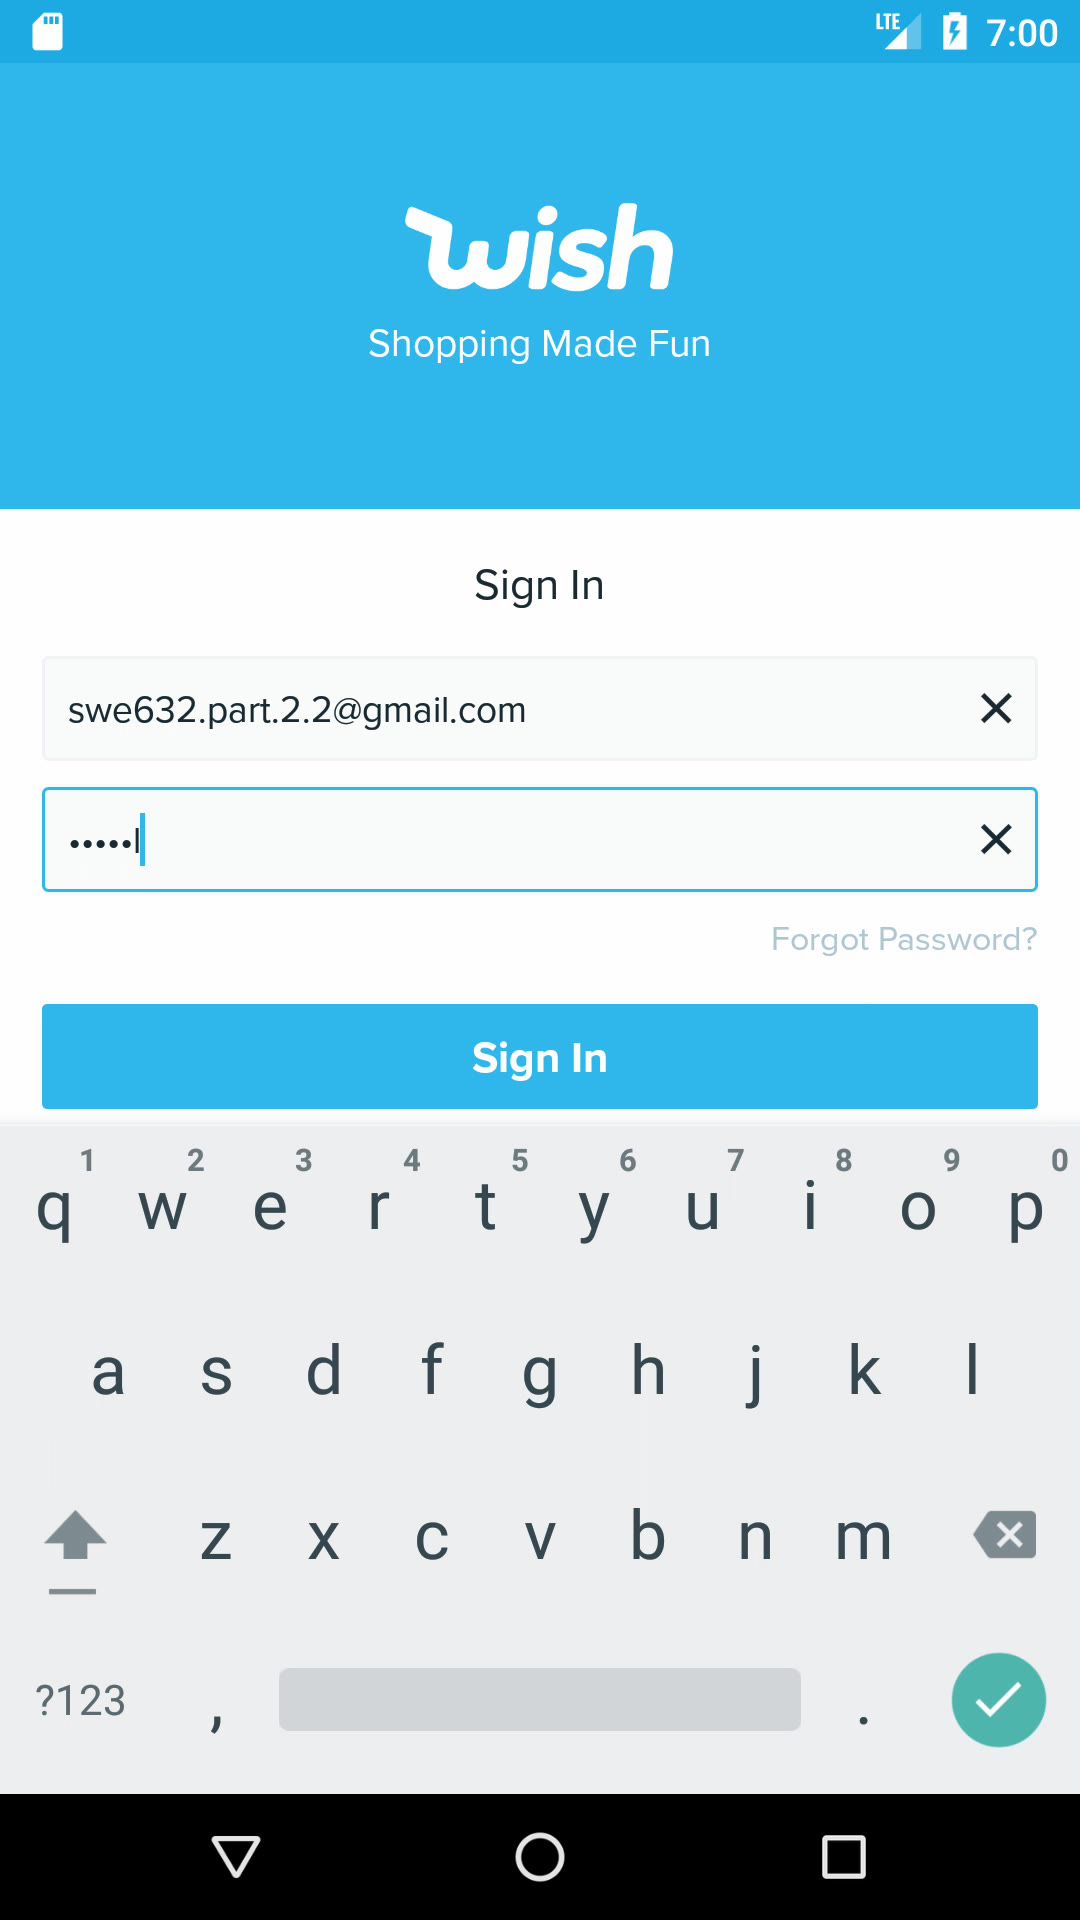 LTE 7:00
wish
Shopping Made Fun
Sign In
swe632.part.2.2@gmail.com
•••••l
Forgot Password?
Sign In
1 2 3 4 5 6 7 8 9 0
q w e r t y u i o p
a s d f g h j k l
z x c v b n m
?123 , .